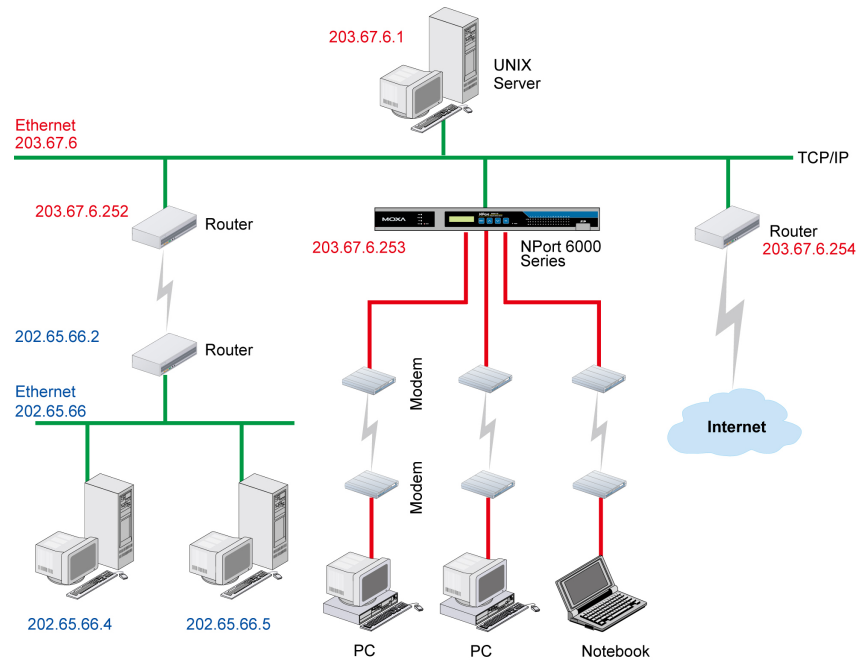 203.67.6.1
UNIX
Server
Ethernet
203.67.6
TCP/IP
203.67.6.252
Router
MOXA
NPort
203.67.6.253
NPort 6000
Series
Router
203.67.6.254
202.65.66.2
Router
Modem
Ethernet
202.65.66
Internet
Modem
202.65.66.4
202.65.66.5
PC
PC
Notebook